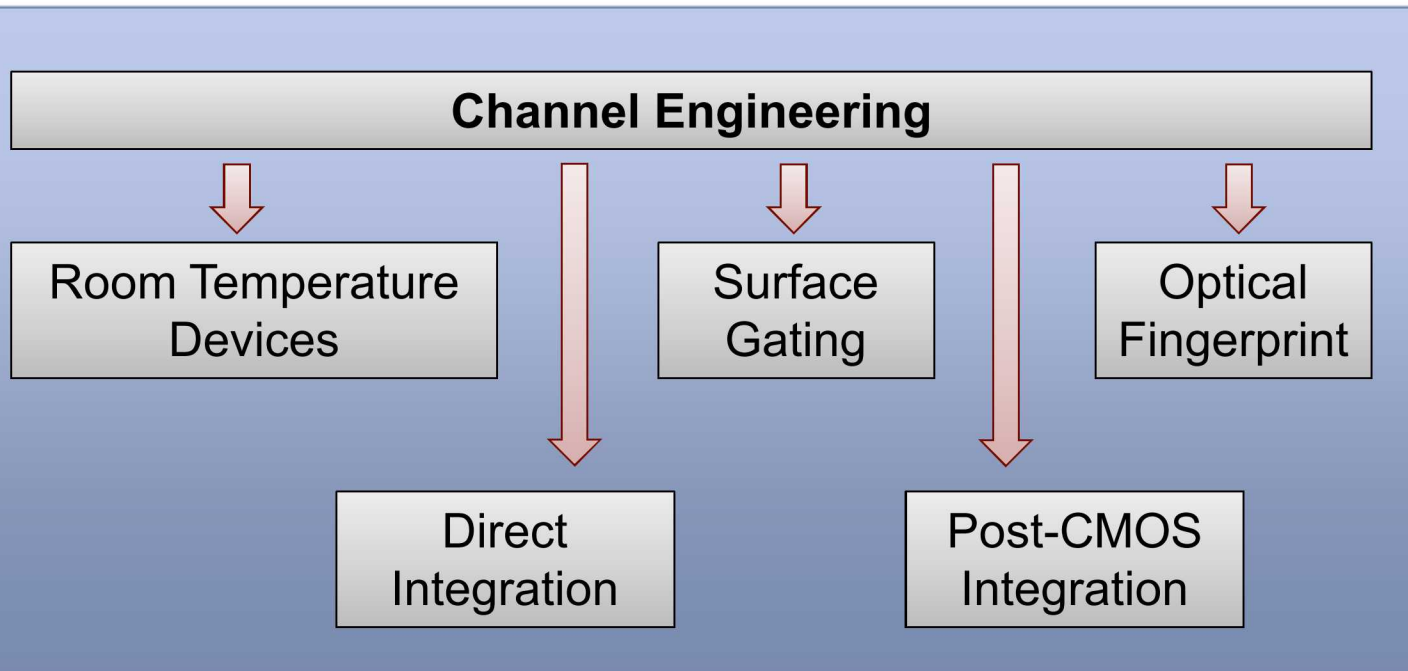 Channel Engineering
Room Temperature
Devices
Surface
Gating
Optical
Fingerprint
Direct
Integration
Post-CMOS
Integration